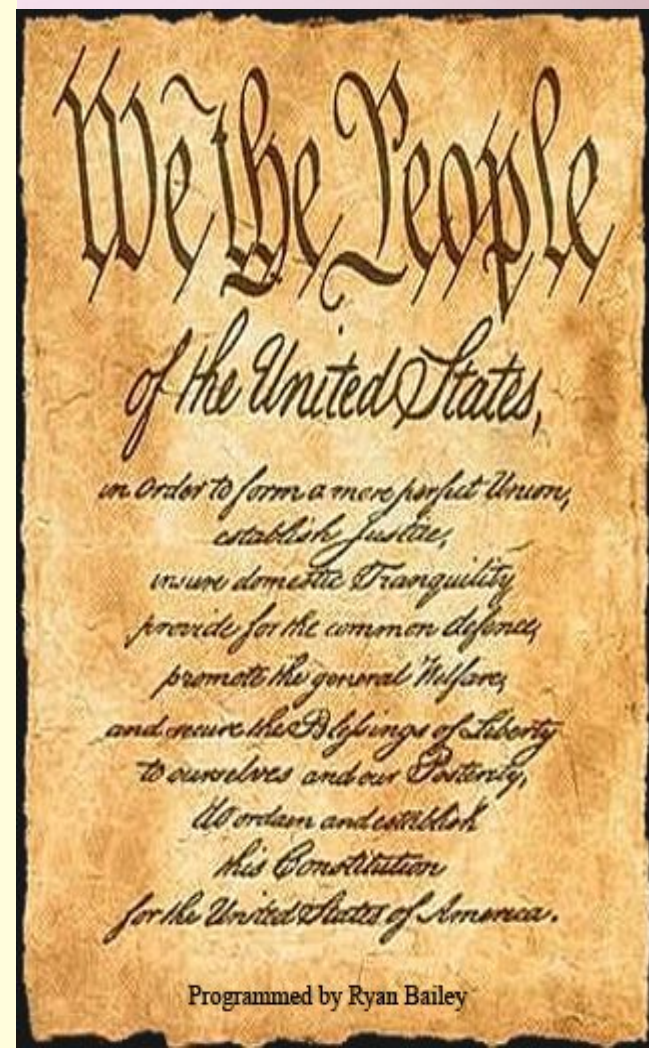 We the People
of the United States,
in Order to form a more perfect Union,
establish Justice,
insure domestic Tranquility
provide for the common defence,
promote the general Welfare,
and secure the Blessings of Liberty
to ourselves and our Posterity,
do ordain and establish
this Constitution
for the United States of America.
Programmed by Ryan Bailey